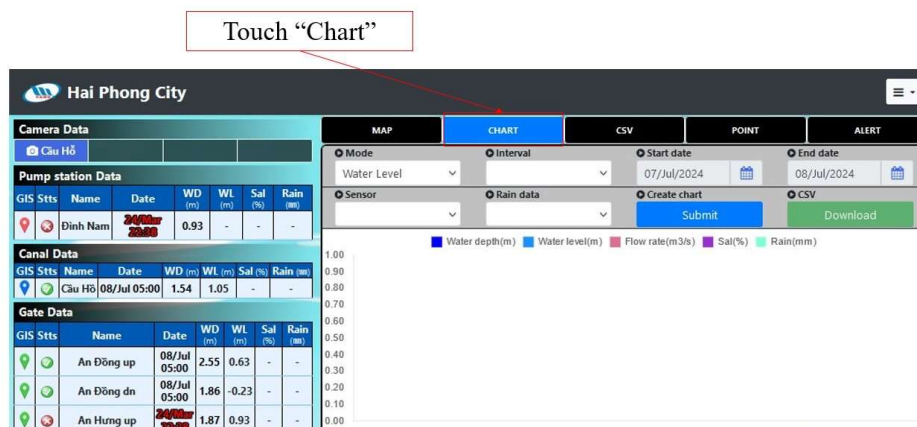 Touch “Chart”
Hai Phong City
Camera Data
Cầu Hồ
Pump station Data
GIS Stts Name Date WD (m) WL (m) Sal (%) Rain (mm)
Đình Nam 24/Mar 22:38 0.93 - - -
Canal Data
GIS Stts Name Date WD (m) WL (m) Sal (%) Rain (mm)
Cầu Hồ 08/Jul 05:00 1.54 1.05 - -
Gate Data
GIS Stts Name Date WD (m) WL (m) Sal (%) Rain (mm)
An Đồng up 08/Jul 05:00 2.55 0.63 - -
An Đồng dn 08/Jul 05:00 1.86 -0.23 - -
An Hưng up 24/Mar 1.87 0.93 - -
MAP CHART CSV POINT ALERT
Mode Interval Start date End date
Water Level 07/Jul/2024 08/Jul/2024
Sensor Rain data Create chart CSV
Submit Download
Water depth(m) Water level(m) Flow rate(m3/s) Sal(%) Rain(mm)
1.00
0.90
0.80
0.70
0.60
0.50
0.40
0.30
0.20
0.10
0.00